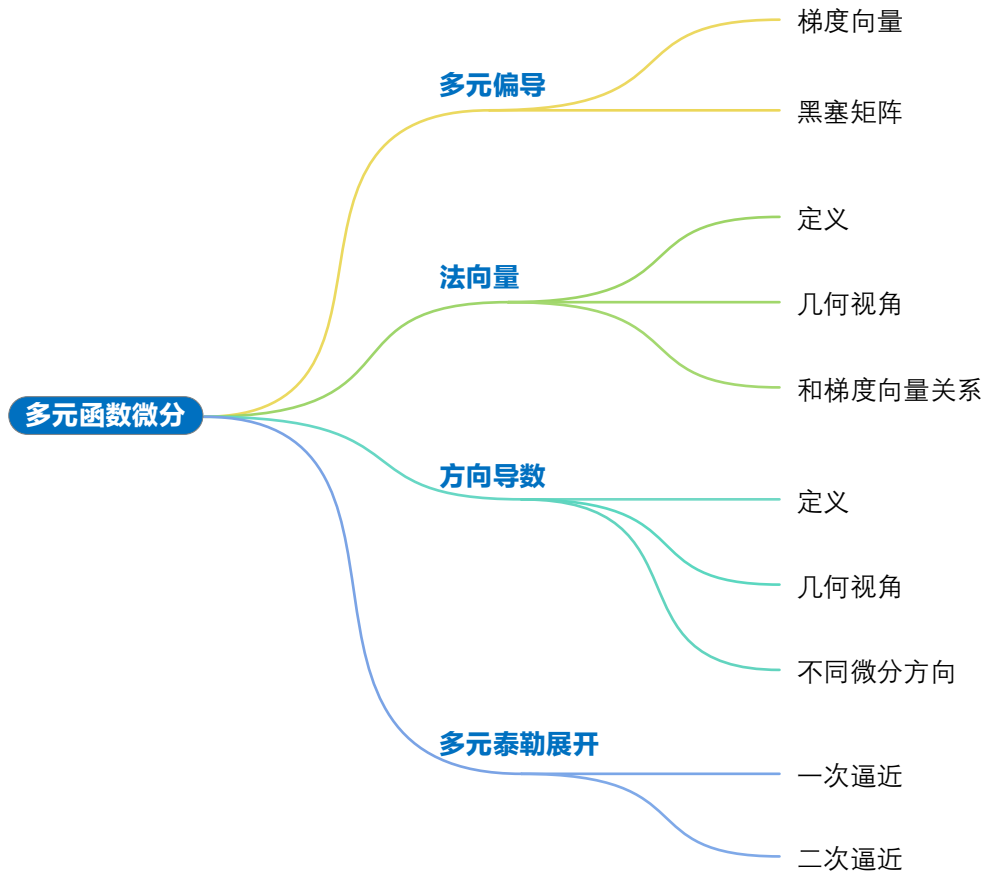 多元函数微分
多元偏导
梯度向量
黑塞矩阵
法向量
定义
几何视角
和梯度向量关系
方向导数
定义
几何视角
不同微分方向
多元泰勒展开
一次逼近
二次逼近